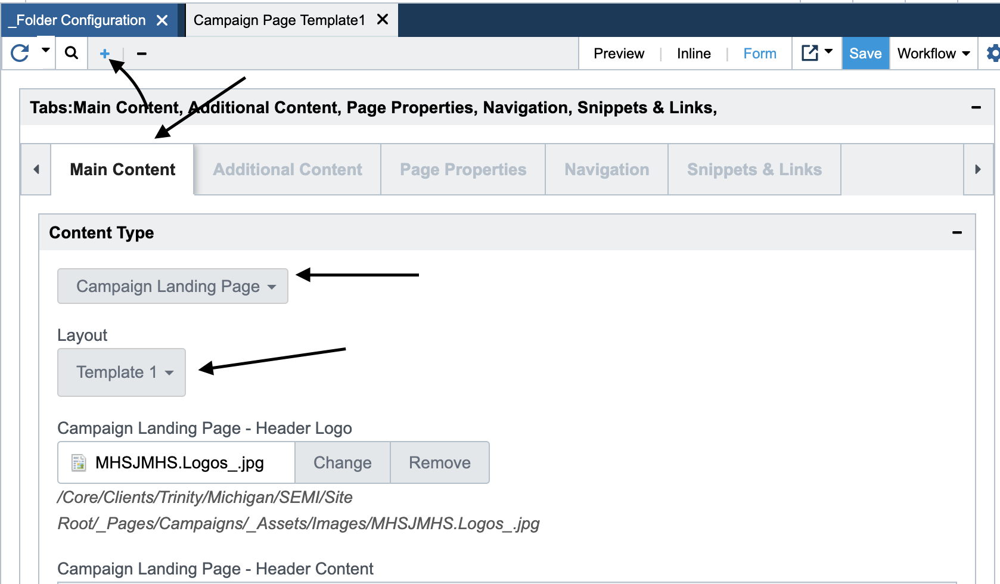 _Folder Configuration
Campaign Page Template1
Preview
Inline
Form
Save
Workflow
Tabs:Main Content, Additional Content, Page Properties, Navigation, Snippets & Links,
Main Content
Additional Content
Page Properties
Navigation
Snippets & Links
Content Type
Campaign Landing Page
Layout
Template 1
Campaign Landing Page - Header Logo
MHSJMHS.Logos_.jpg
Change
Remove
/Core/Clients/Trinity/Michigan/SEMI/Site
Root/_Pages/Campaigns/_Assets/Images/MHSJMHS.Logos_.jpg
Campaign Landing Page - Header Content